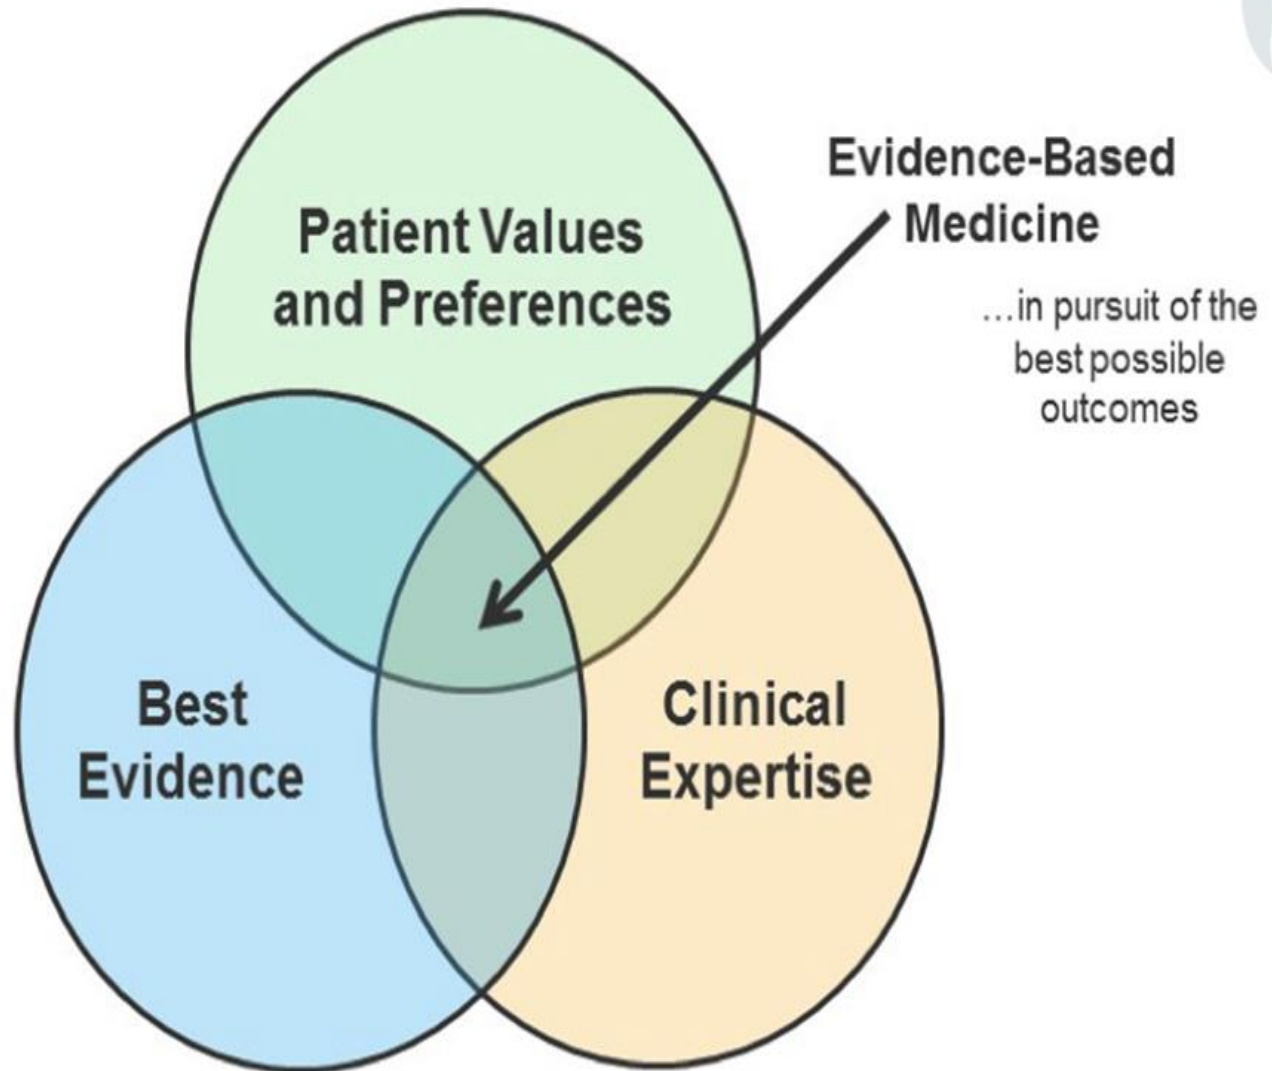 Patient Values
and Preferences
Evidence-Based
Medicine
…in pursuit of the
best possible
outcomes
Best
Evidence
Clinical
Expertise